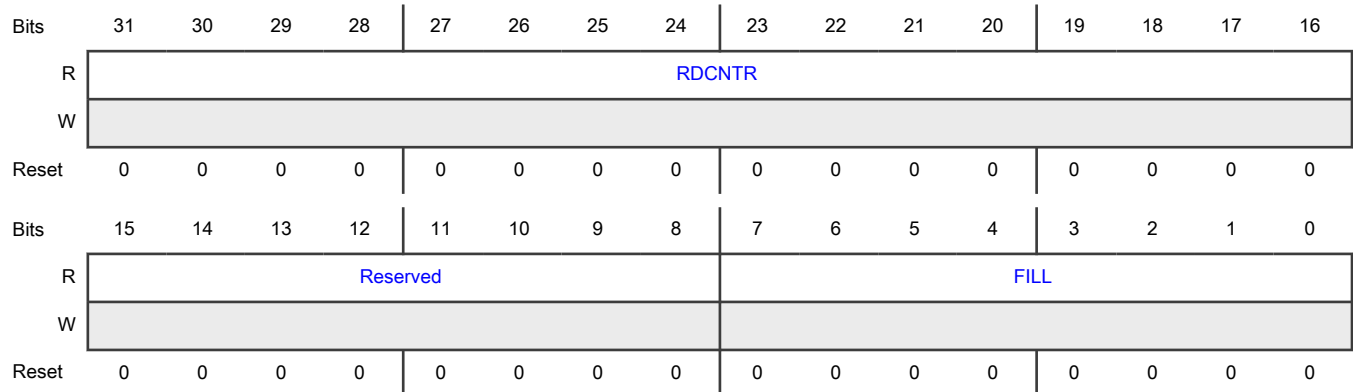 Bits 31 30 29 28 27 26 25 24 23 22 21 20 19 18 17 16
R RDCNTR
W
Reset 0 0 0 0 0 0 0 0 0 0 0 0 0 0 0 0
Bits 15 14 13 12 11 10 9 8 7 6 5 4 3 2 1 0
R Reserved FILL
W
Reset 0 0 0 0 0 0 0 0 0 0 0 0 0 0 0 0